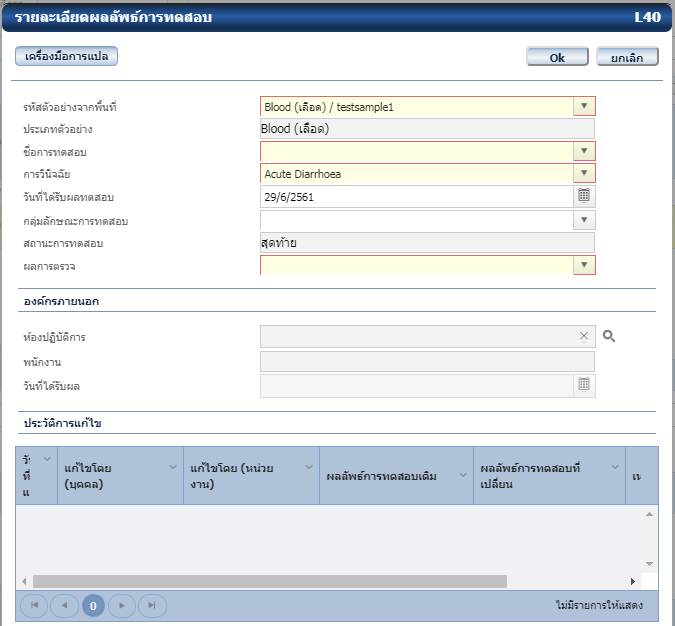 รายละเอียดผลลัพธ์การทดสอบ L40
เครื่องมือการแปล Ok ยกเลิก
รหัสตัวอย่างจากพื้นที่ Blood (เลือด) / testsample1
ประเภทตัวอย่าง Blood (เลือด)
ชื่อการทดสอบ
การวินิจฉัย Acute Diarrhoea
วันที่ได้รับผลทดสอบ 29/6/2561
กลุ่มลักษณะการทดสอบ
สถานะการทดสอบ สุดท้าย
ผลการตรวจ
องค์กรภายนอก
ห้องปฏิบัติการ
พนักงาน
วันที่ได้รับผล
ประวัติการแก้ไข
วั
ที่
แ
แก้ไขโดย
(บุคคล)
แก้ไขโดย (หน่วย
งาน)
ผลลัพธ์การทดสอบเดิม
ผลลัพธ์การทดสอบที่
เปลี่ยน
เห
0 ไม่มีรายการให้แสดง